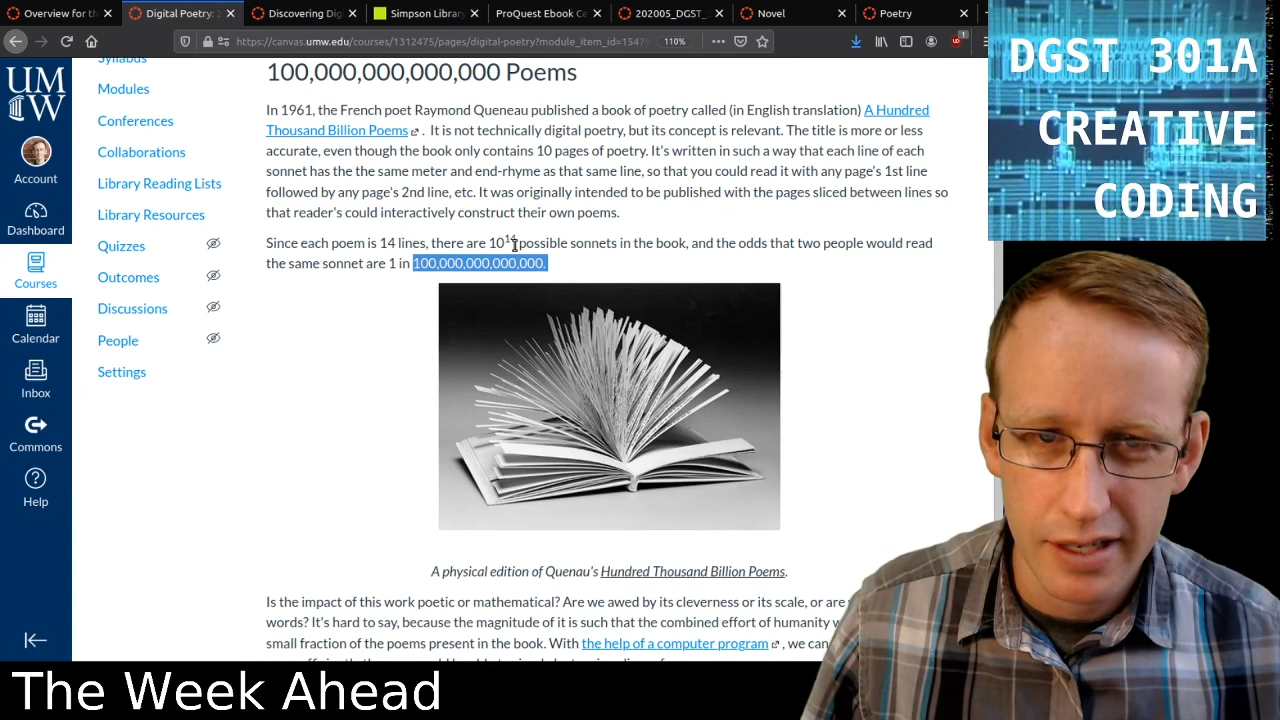 Overview for th
Digital Poetry: 2
Discovering Dig
Simpson Library
ProQuest Ebook Ce
202005_DGST_
Novel
Poetry
https://canvas.umw.edu/courses/1312475/pages/digital-poetry?module_item_id=1547
110%
1
DGST 301A
CREATIVE
CODING
UM
W
Account
Dashboard
Courses
Calendar
Inbox
Commons
Help
Syllabus
Modules
Conferences
Collaborations
Library Reading Lists
Library Resources
Quizzes
Outcomes
Discussions
People
Settings
100,000,000,000,000 Poems
In 1961, the French poet Raymond Queneau published a book of poetry called (in English translation) A Hundred
Thousand Billion Poems . It is not technically digital poetry, but its concept is relevant. The title is more or less
accurate, even though the book only contains 10 pages of poetry. It's written in such a way that each line of each
sonnet has the the same meter and end-rhyme as that same line, so that you could read it with any page's 1st line
followed by any page's 2nd line, etc. It was originally intended to be published with the pages sliced between lines so
that reader's could interactively construct their own poems.
Since each poem is 14 lines, there are 10¹⁴ possible sonnets in the book, and the odds that two people would read
the same sonnet are 1 in 100,000,000,000,000.
A physical edition of Quenau's Hundred Thousand Billion Poems.
Is the impact of this work poetic or mathematical? Are we awed by its cleverness or its scale, or are
words? It's hard to say, because the magnitude of it is such that the combined effort of humanity w
small fraction of the poems present in the book. With the help of a computer program , we can
The Week Ahead